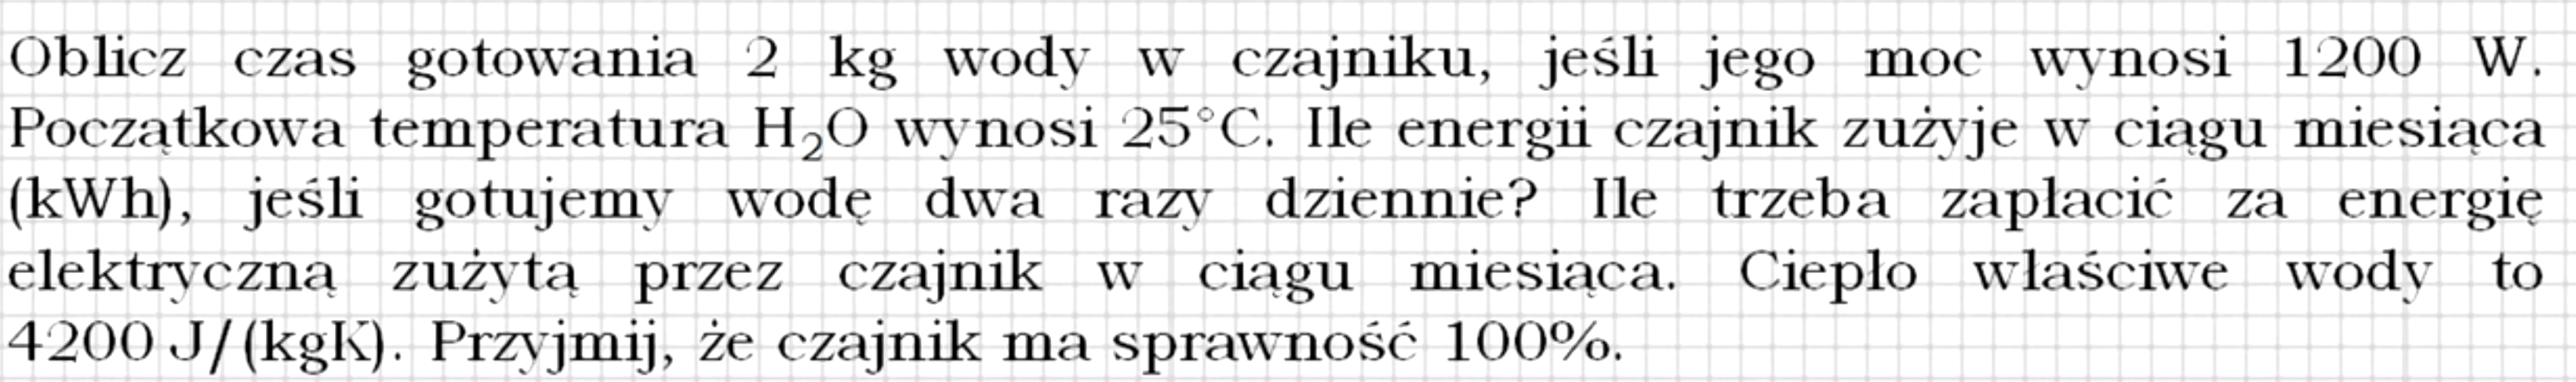 Oblicz czas gotowania 2 kg wody w czajniku, jeśli jego moc wynosi 1200 W.
Początkowa temperatura H₂O wynosi 25°C. Ile energii czajnik zużyje w ciągu miesiąca
(kWh), jeśli gotujemy wodę dwa razy dziennie? Ile trzeba zapłacić za energię
elektryczną zużytą przez czajnik w ciągu miesiąca. Ciepło właściwe wody to
4200 J/(kgK). Przyjmij, że czajnik ma sprawność 100%.